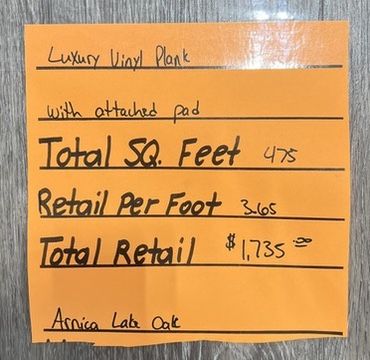 Luxury Vinyl Plank
with attached pad
Total SQ. Feet 475
Retail Per Foot 3.65
Total Retail $1,735.00
Arnica Lake Oak